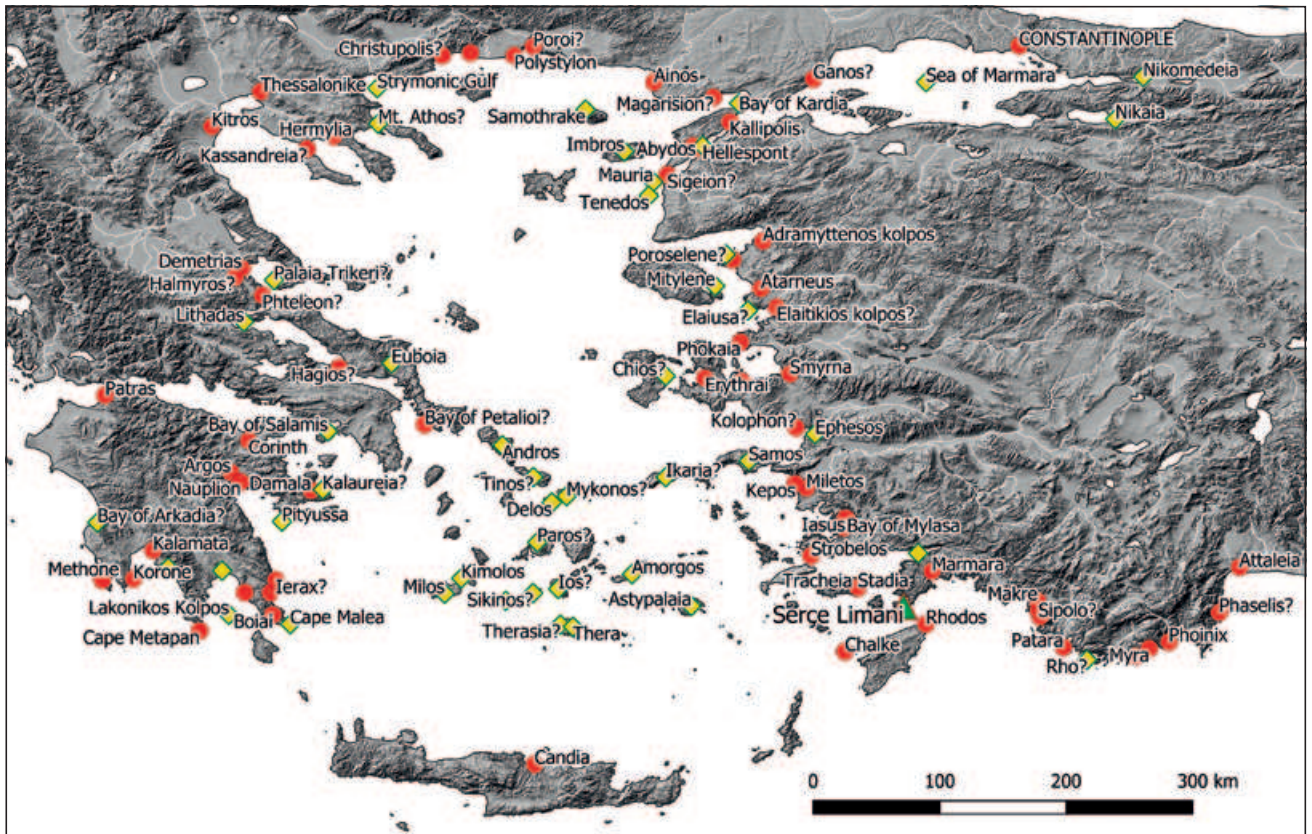 Poroi?
Christupolis?
CONSTANTINOPLE
Polystylon
Ainos
Ganos?
Sea of Marmara
Nikomedeia
Thessalonike
Strymonic Gulf
Magarision?
Bay of Kardia
Samothrake
Nikaia
Kitros
Hermylia
Mt. Athos?
Kallipolis
Kassandreia?
Imbros
Abydos
Hellespont
Mauria
Sigeion?
Tenedos
Adramyttenos kolpos
Demetrias
Poroselene?
Halmyros?
Palaia Trikeri?
Mitylene
Atarneus
Phteleon?
Elaiusa?
Elaitikios kolpos?
Lithadas
Phokaia
Euboia
Hagios?
Chios?
Smyrna
Erythrai
Patras
Bay of Petalioi?
Kolophon?
Bay of Salamis
Ephesos
Corinth
Andros
Samos
Argos
Ikaria?
Nauplion
Damala
Kalaureia?
Tinos?
Mykonos?
Kepos
Miletos
Delos
Bay of Arkadia?
Pityussa
Iasus
Bay of Mylasa
Paros?
Kalamata
Strobelos
Attaleia
Methone
Korone
Ierax?
Milos
Kimolos
Ios?
Amorgos
Tracheia
Stadia
Marmara
Makre
Sikinos?
Astypalaia
Lakonikos Kolpos
Boiai
Cape Malea
Serçe Limani
Sipolo?
Phaselis?
Cape Metapan
Therasia?
Thera
Rhodos
Patara
Phoinix
Chalke
Rho?
Myra
Candia
0 100 200 300 km